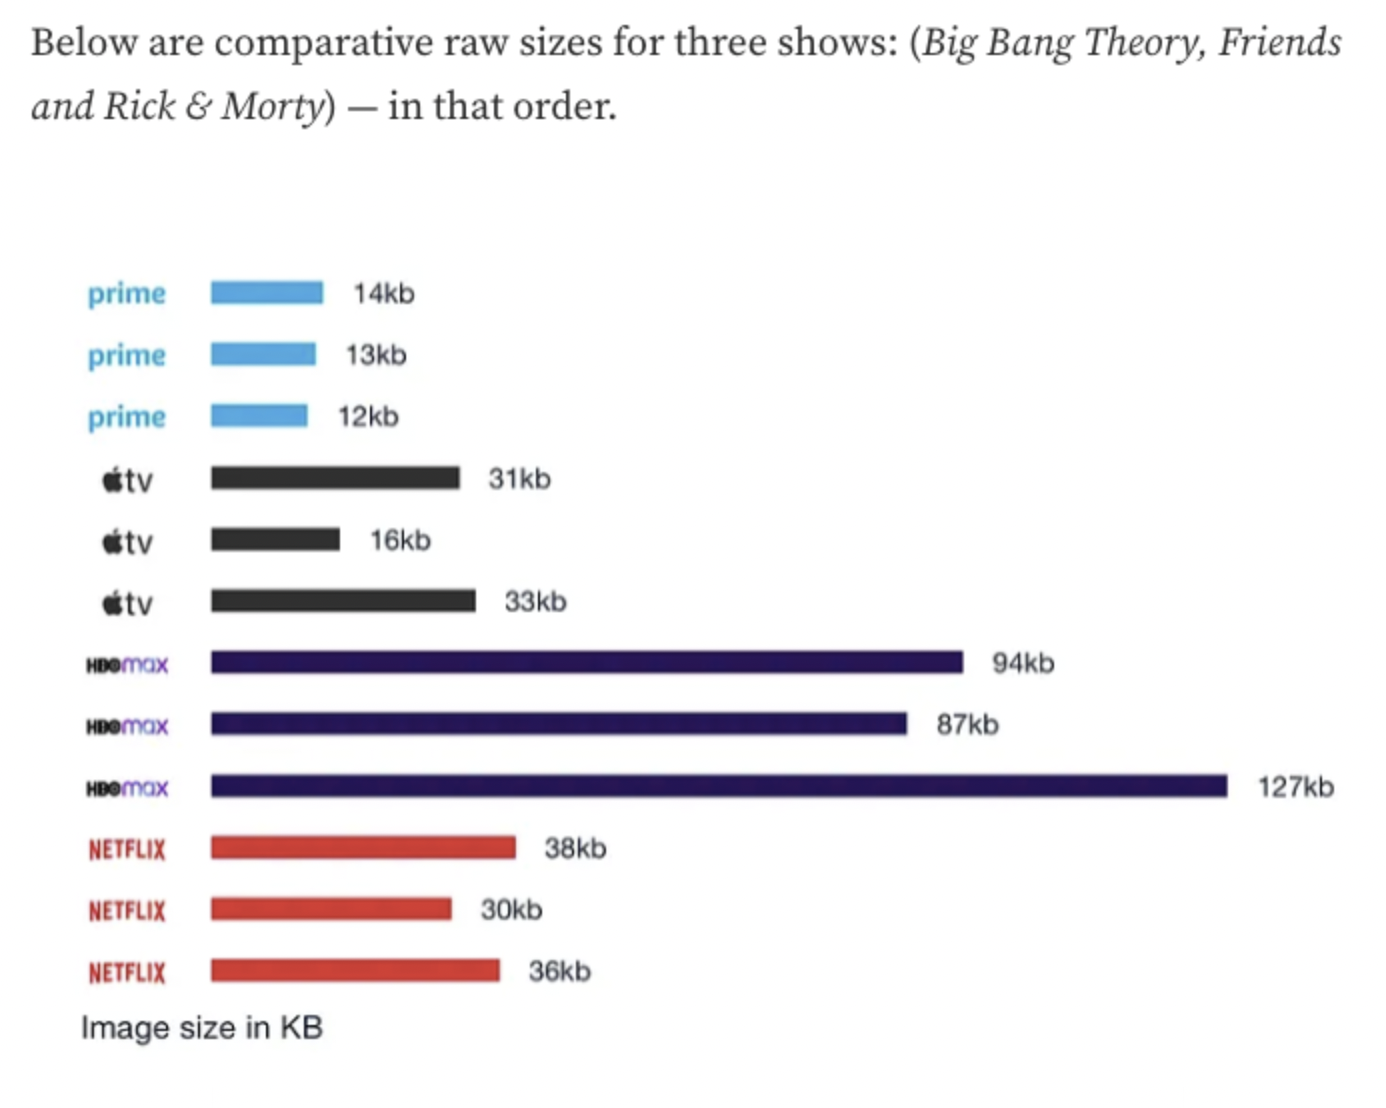 Below are comparative raw sizes for three shows: (Big Bang Theory, Friends
and Rick & Morty) — in that order.
prime 14kb
prime 13kb
prime 12kb
tv 31kb
tv 16kb
tv 33kb
HBOmax 94kb
HBOmax 87kb
HBOmax 127kb
NETFLIX 38kb
NETFLIX 30kb
NETFLIX 36kb
Image size in KB